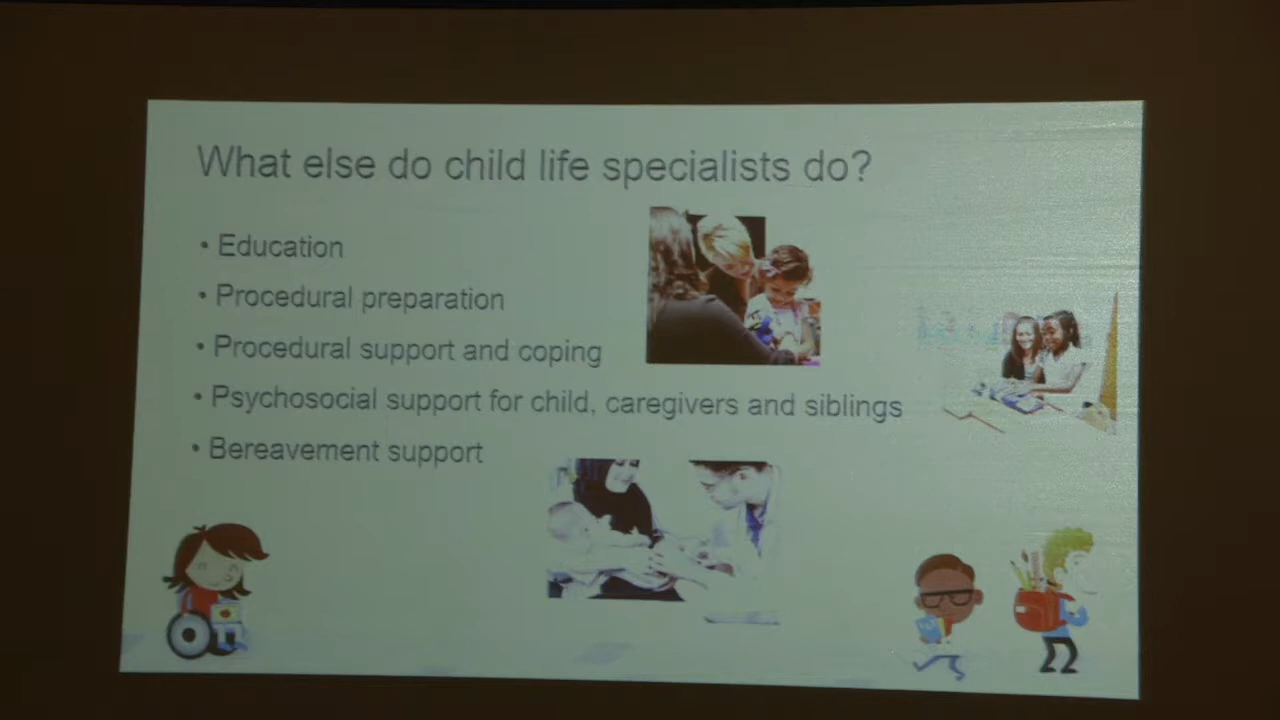 What else do child life specialists do?
• Education
• Procedural preparation
• Procedural support and coping
• Psychosocial support for child, caregivers and siblings
• Bereavement support